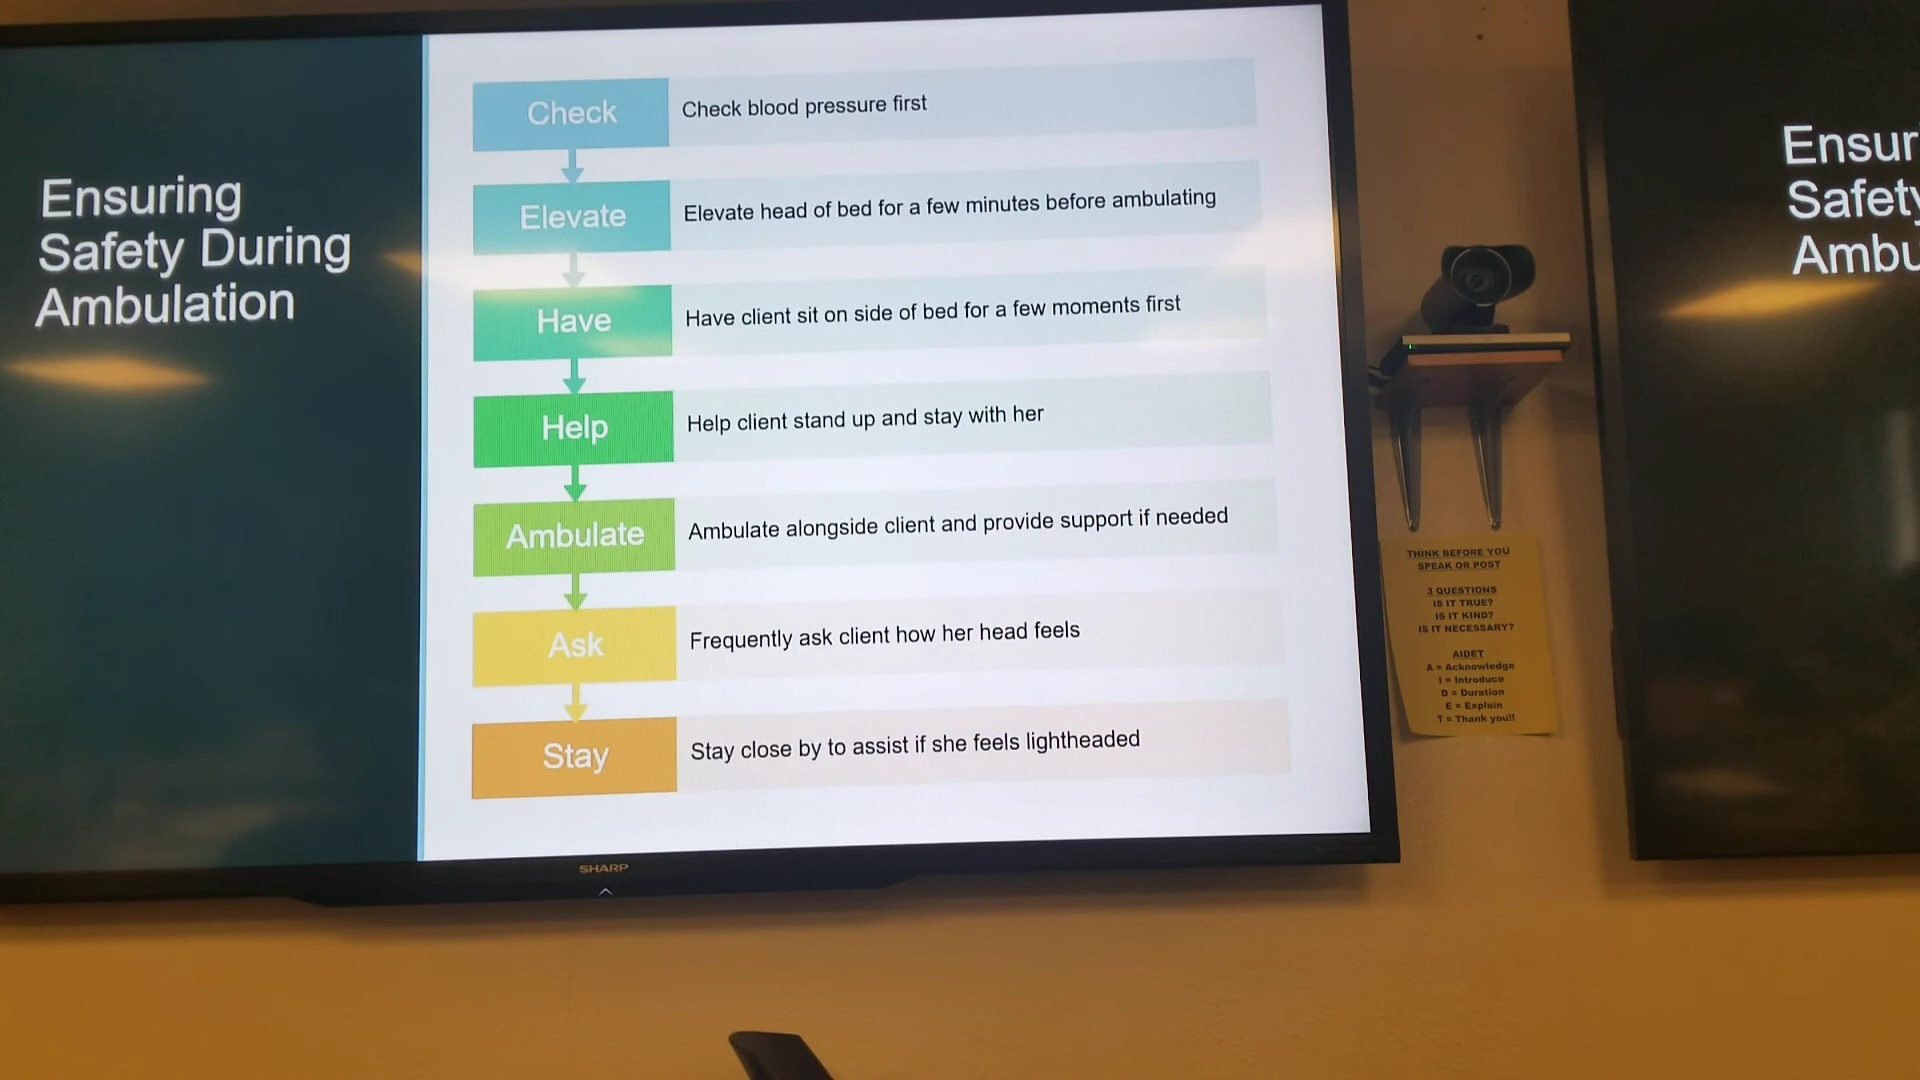 Ensuring
Safety During
Ambulation
Check
Check blood pressure first
Elevate
Elevate head of bed for a few minutes before ambulating
Have
Have client sit on side of bed for a few moments first
Help
Help client stand up and stay with her
Ambulate
Ambulate alongside client and provide support if needed
Ask
Frequently ask client how her head feels
Stay
Stay close by to assist if she feels lightheaded
SHARP
THINK BEFORE YOU
SPEAK OR POST
3 QUESTIONS
IS IT TRUE?
IS IT KIND?
IS IT NECESSARY?
AIDET
A = Acknowledge
I = Introduce
D = Duration
E = Explain
T = Thank you!!
Ensur
Safety
Ambu